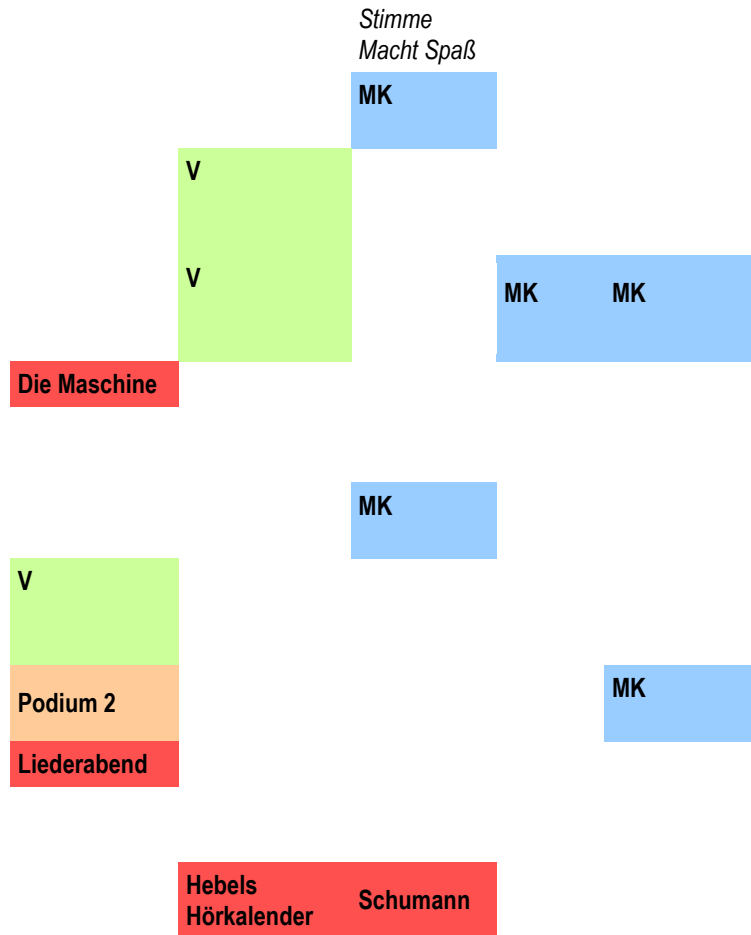 Stimme
Macht Spaß
MK
V
V
MK MK
Die Maschine
MK
V
Podium 2 MK
Liederabend
Hebels
Hörkalender
Schumann